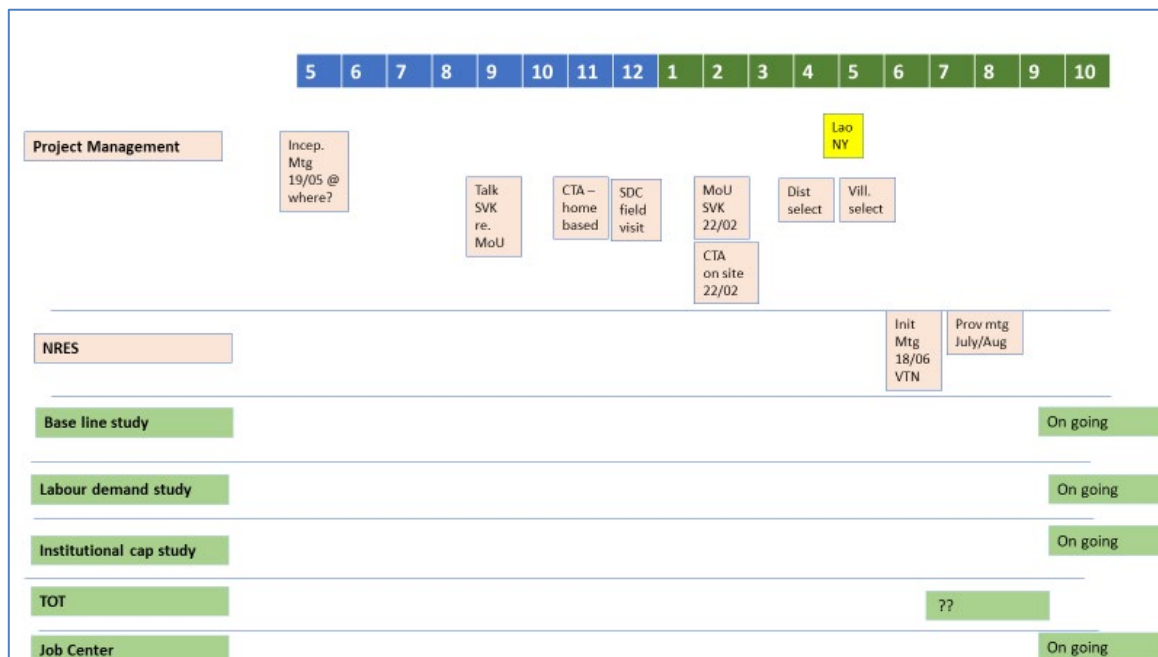 5 6 7 8 9 10 11 12 1 2 3 4 5 6 7 8 9 10
Lao
NY
Project Management
Incep.
Mtg
19/05 @
where?
Talk
SVK
re.
MoU
CTA –
home
based
SDC
field
visit
MoU
SVK
22/02
Dist
select
Vill.
select
CTA
on site
22/02
NRES
Init
Mtg
18/06
VTN
Prov mtg
July/Aug
Base line study
On going
Labour demand study
On going
Institutional cap study
On going
TOT
??
Job Center
On going